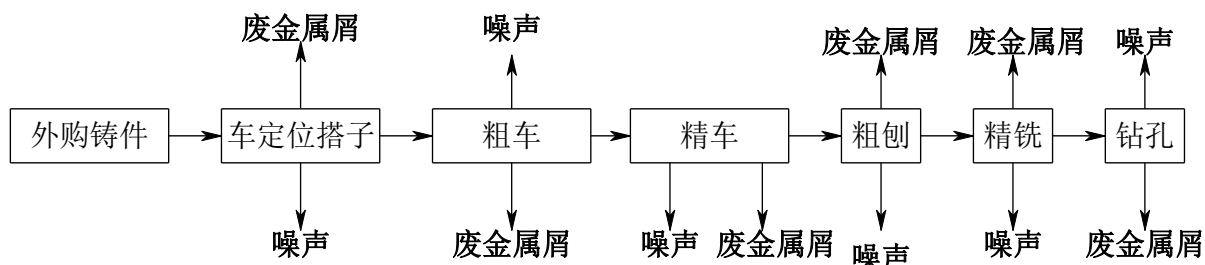 废金属屑 噪声 废金属屑 废金属屑 噪声
外购铸件 车定位搭子 粗车 精车 粗刨 精铣 钻孔
噪声 废金属屑 噪声 废金属屑 噪声 噪声 废金属屑